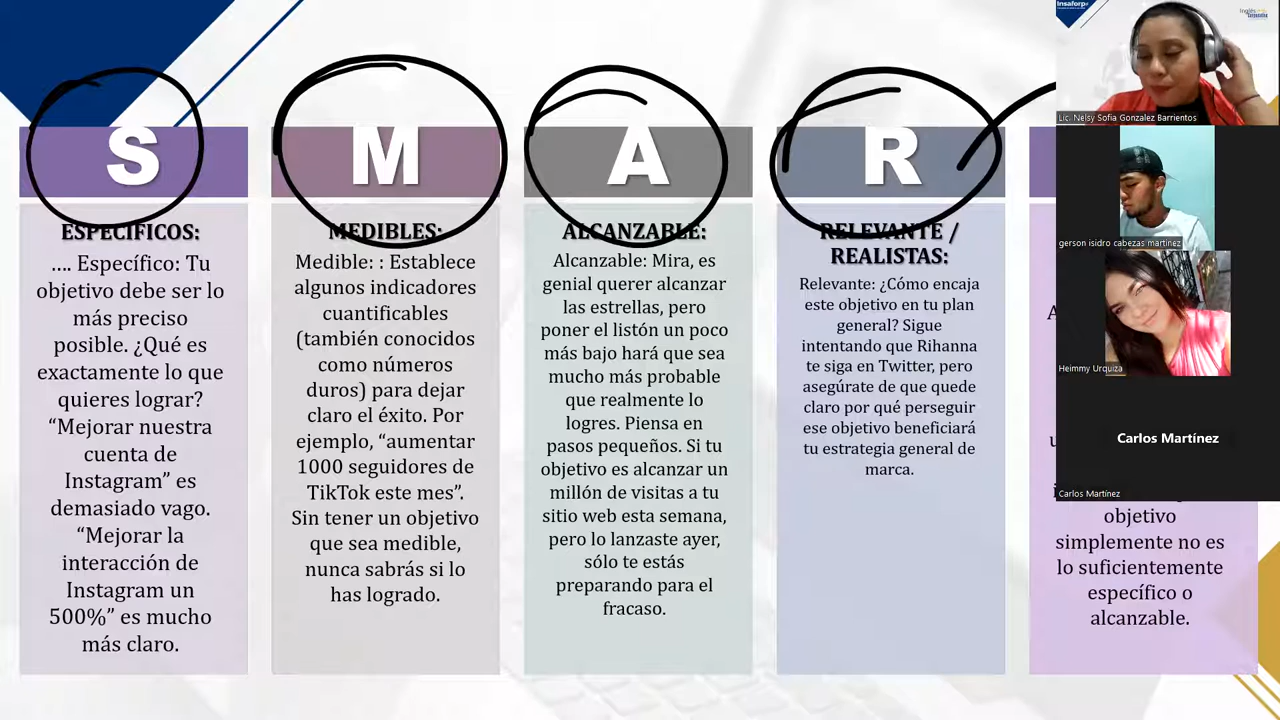 S
ESPECÍFICOS:
.... Específico: Tu
objetivo debe ser lo
más preciso
posible. ¿Qué es
exactamente lo que
quieres lograr?
“Mejorar nuestra
cuenta de
Instagram” es
demasiado vago.
“Mejorar la
interacción de
Instagram un
500%” es mucho
más claro.
M
MEDIBLES:
Medible: : Establece
algunos indicadores
cuantificables
(también conocidos
como números
duros) para dejar
claro el éxito. Por
ejemplo, “aumentar
1000 seguidores de
TikTok este mes”.
Sin tener un objetivo
que sea medible,
nunca sabrás si lo
has logrado.
A
ALCANZABLE:
Alcanzable: Mira, es
genial querer alcanzar
las estrellas, pero
poner el listón un poco
más bajo hará que sea
mucho más probable
que realmente lo
logres. Piensa en
pasos pequeños. Si tu
objetivo es alcanzar un
millón de visitas a tu
sitio web esta semana,
pero lo lanzaste ayer,
sólo te estás
preparando para el
fracaso.
R
RELEVANTE /
REALISTAS:
Relevante: ¿Cómo encaja
este objetivo en tu plan
general? Sigue
intentando que Rihanna
te siga en Twitter, pero
asegúrate de que quede
claro por qué perseguir
ese objetivo beneficiará
tu estrategia general de
marca.
objetivo
simplemente no es
lo suficientemente
específico o
alcanzable.
Insaforp
Inglés
Lic. Nelsy Sofia Gonzalez Barrientos
gerson isidro cabezas martinez
Heimmy Urquiza
Carlos Martínez
Carlos Martínez